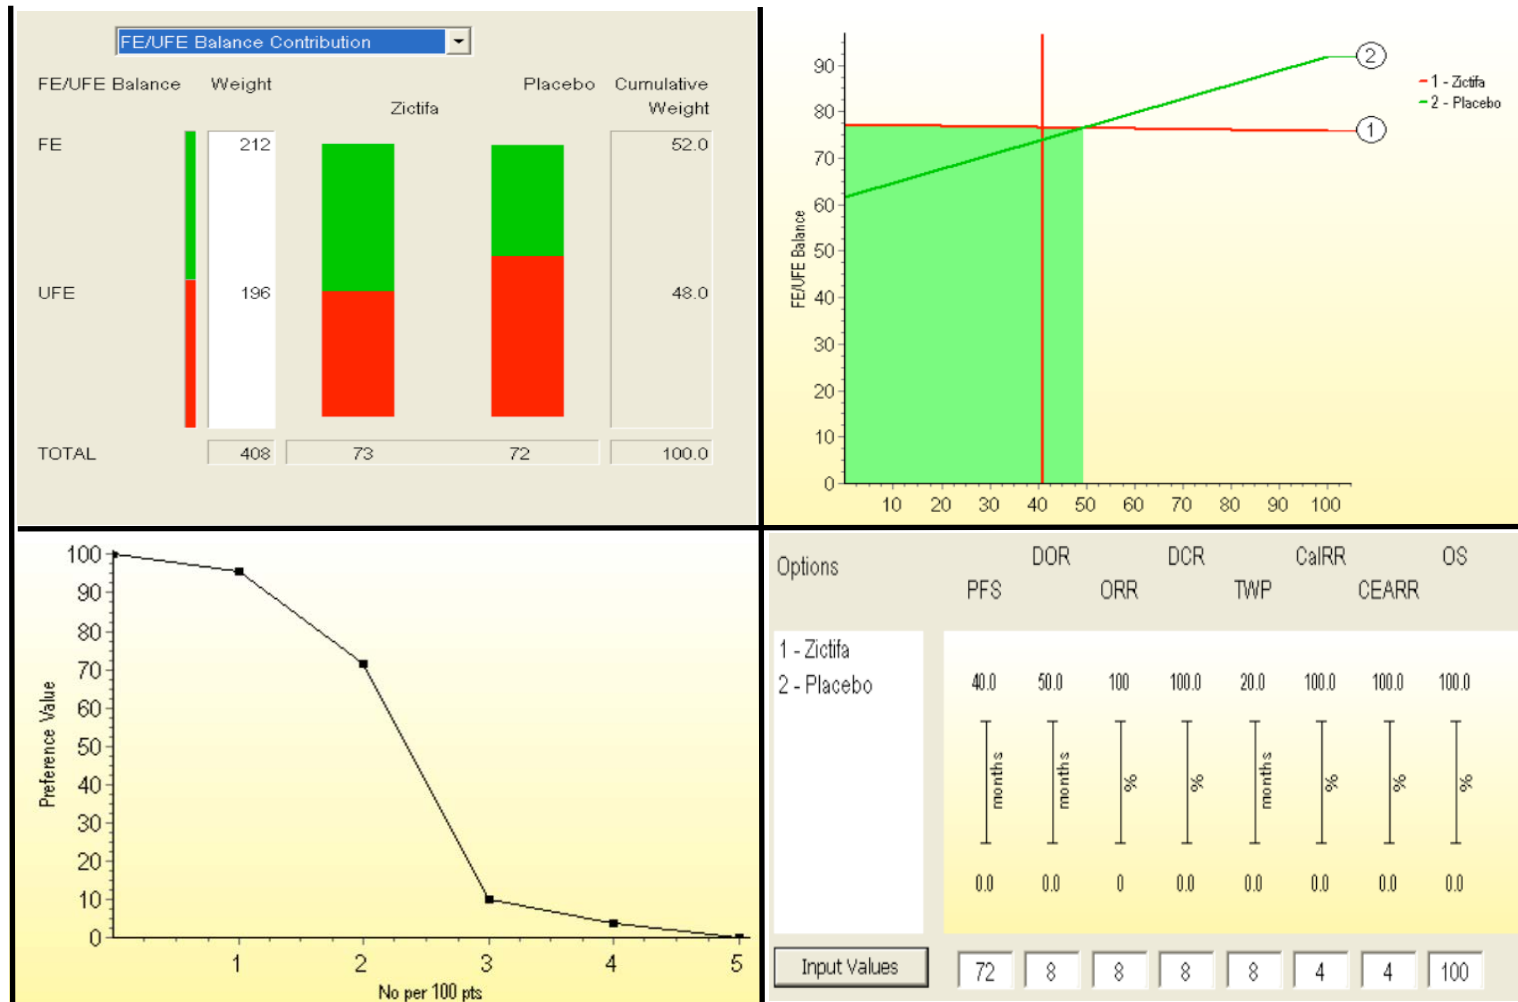 FE/UFE Balance Contribution
FE/UFE Balance Weight Zictifa Placebo Cumulative Weight
FE 212 52.0
UFE 196 48.0
TOTAL 408 73 72 100.0
FE/UFE Balance
90
80
70
60
50
40
30
20
10
0
10 20 30 40 50 60 70 80 90 100
2
1
1 - Zictifa
2 - Placebo
Preference Value
100
90
80
70
60
50
40
30
20
10
0
1 2 3 4 5
No per 100 pts
Options
PFS DOR ORR DCR TWP CalRR CEARR OS
1 - Zictifa
2 - Placebo
40.0 50.0 100 100.0 20.0 100.0 100.0 100.0
months months % % months % % %
0.0 0.0 0 0.0 0.0 0.0 0.0 0.0
Input Values 72 8 8 8 8 4 4 100